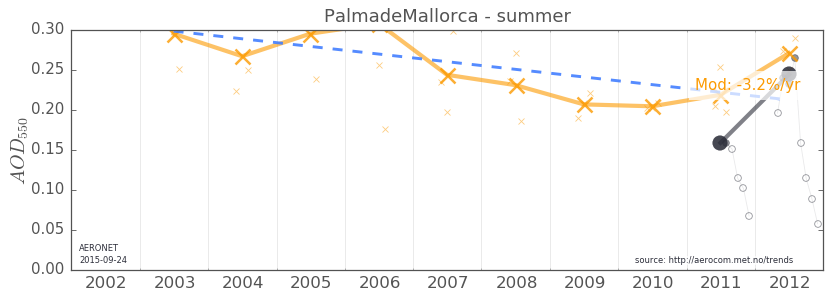 PalmadeMallorca - summer
0.30
0.25
0.20
0.15
0.10
0.05
0.00
AOD550
Mod: -3.2%/yr
AERONET
2015-09-24
source: http://aerocom.met.no/trends
2002 2003 2004 2005 2006 2007 2008 2009 2010 2011 2012